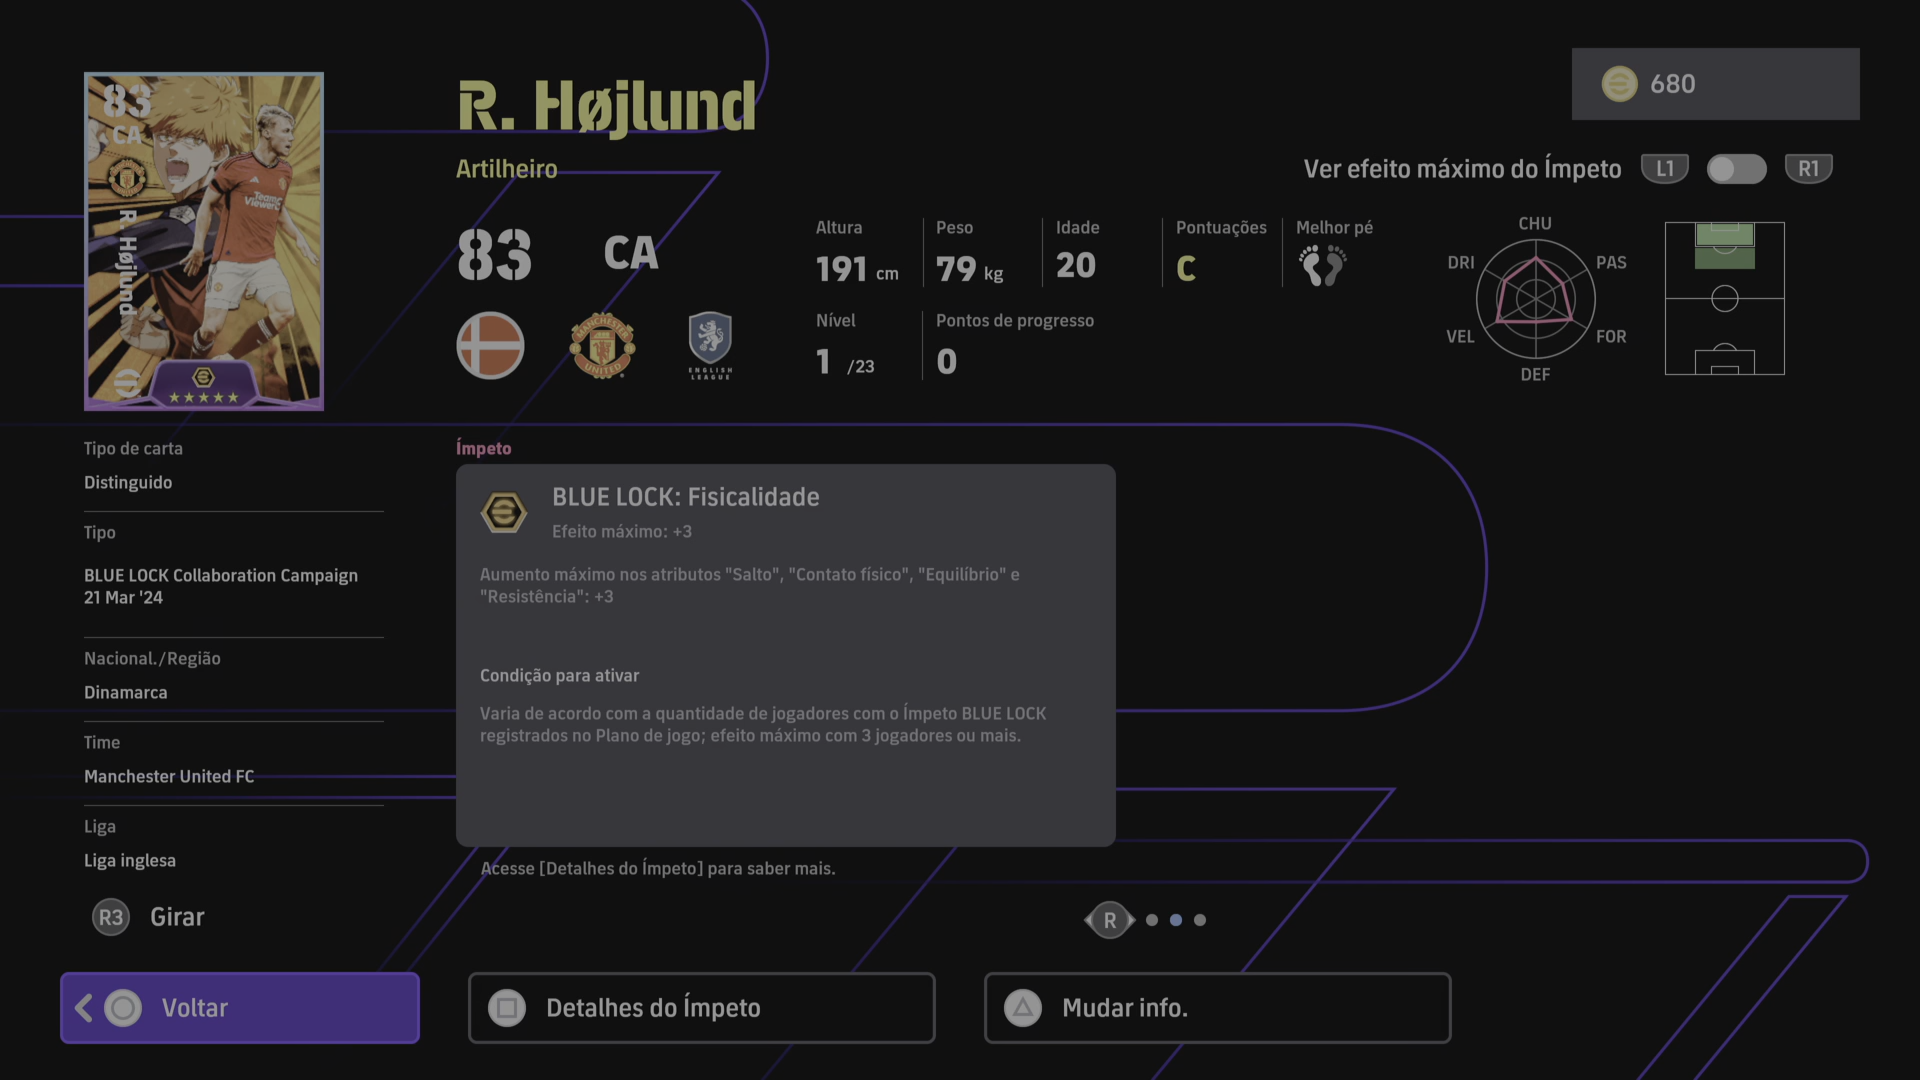 83
CA
R. Højlund
R. Højlund
Artilheiro
680
Ver efeito máximo do Ímpeto
L1
R1
83
CA
Altura
191 cm
Peso
79 kg
Idade
20
Pontuações
C
Melhor pé
Nível
1 /23
Pontos de progresso
0
CHU
PAS
FOR
DEF
VEL
DRI
MANCHESTER
UNITED
ENGLISH
LEAGUE
TeamViewer
Tipo de carta
Distinguido
Tipo
BLUE LOCK Collaboration Campaign
21 Mar '24
Nacional./Região
Dinamarca
Time
Manchester United FC
Liga
Liga inglesa
R3 Girar
Ímpeto
BLUE LOCK: Fisicalidade
Efeito máximo: +3
Aumento máximo nos atributos "Salto", "Contato físico", "Equilíbrio" e
"Resistência": +3
Condição para ativar
Varia de acordo com a quantidade de jogadores com o Ímpeto BLUE LOCK
registrados no Plano de jogo; efeito máximo com 3 jogadores ou mais.
Acesse [Detalhes do Ímpeto] para saber mais.
R
Voltar
Detalhes do Ímpeto
Mudar info.